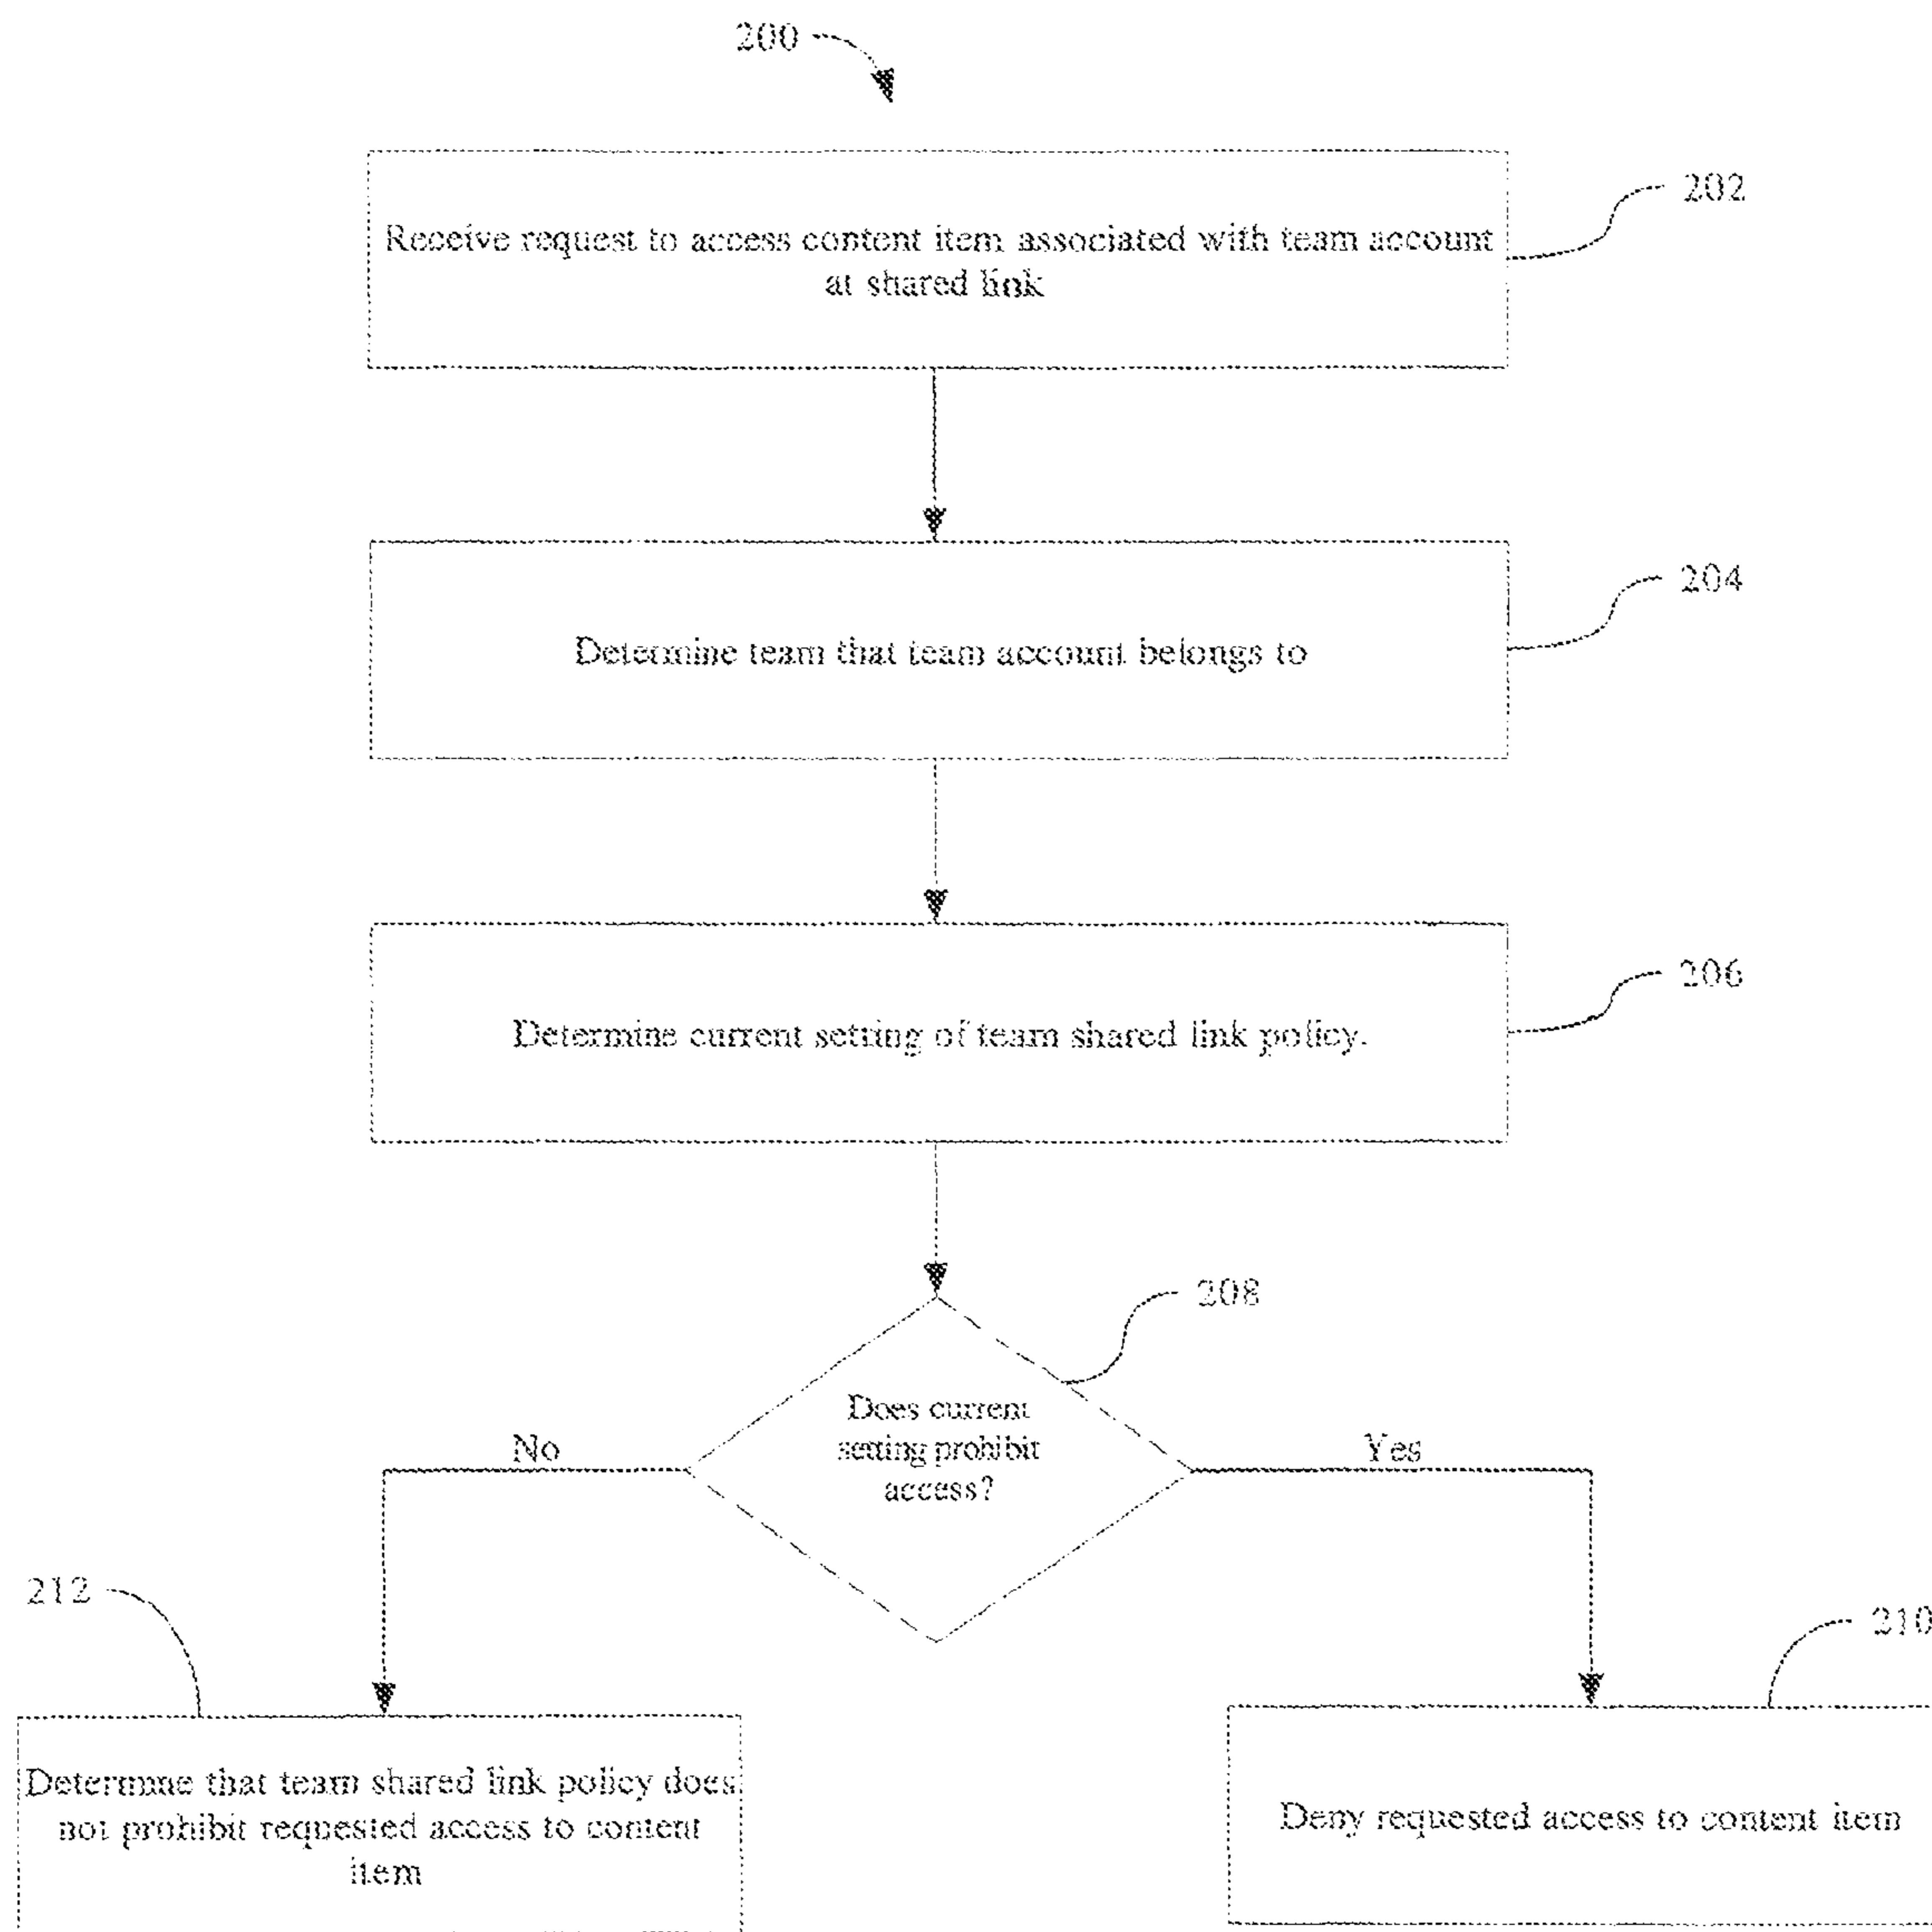 200
Receive request to access content item associated with team account
at shared link
202
Determine team that team account belongs to
204
Determine current setting of team shared link policy.
206
208
Does current
setting prohibit
access?
No
Yes
212
210
Determine that team shared link policy does
not prohibit requested access to content
item
Deny requested access to content item